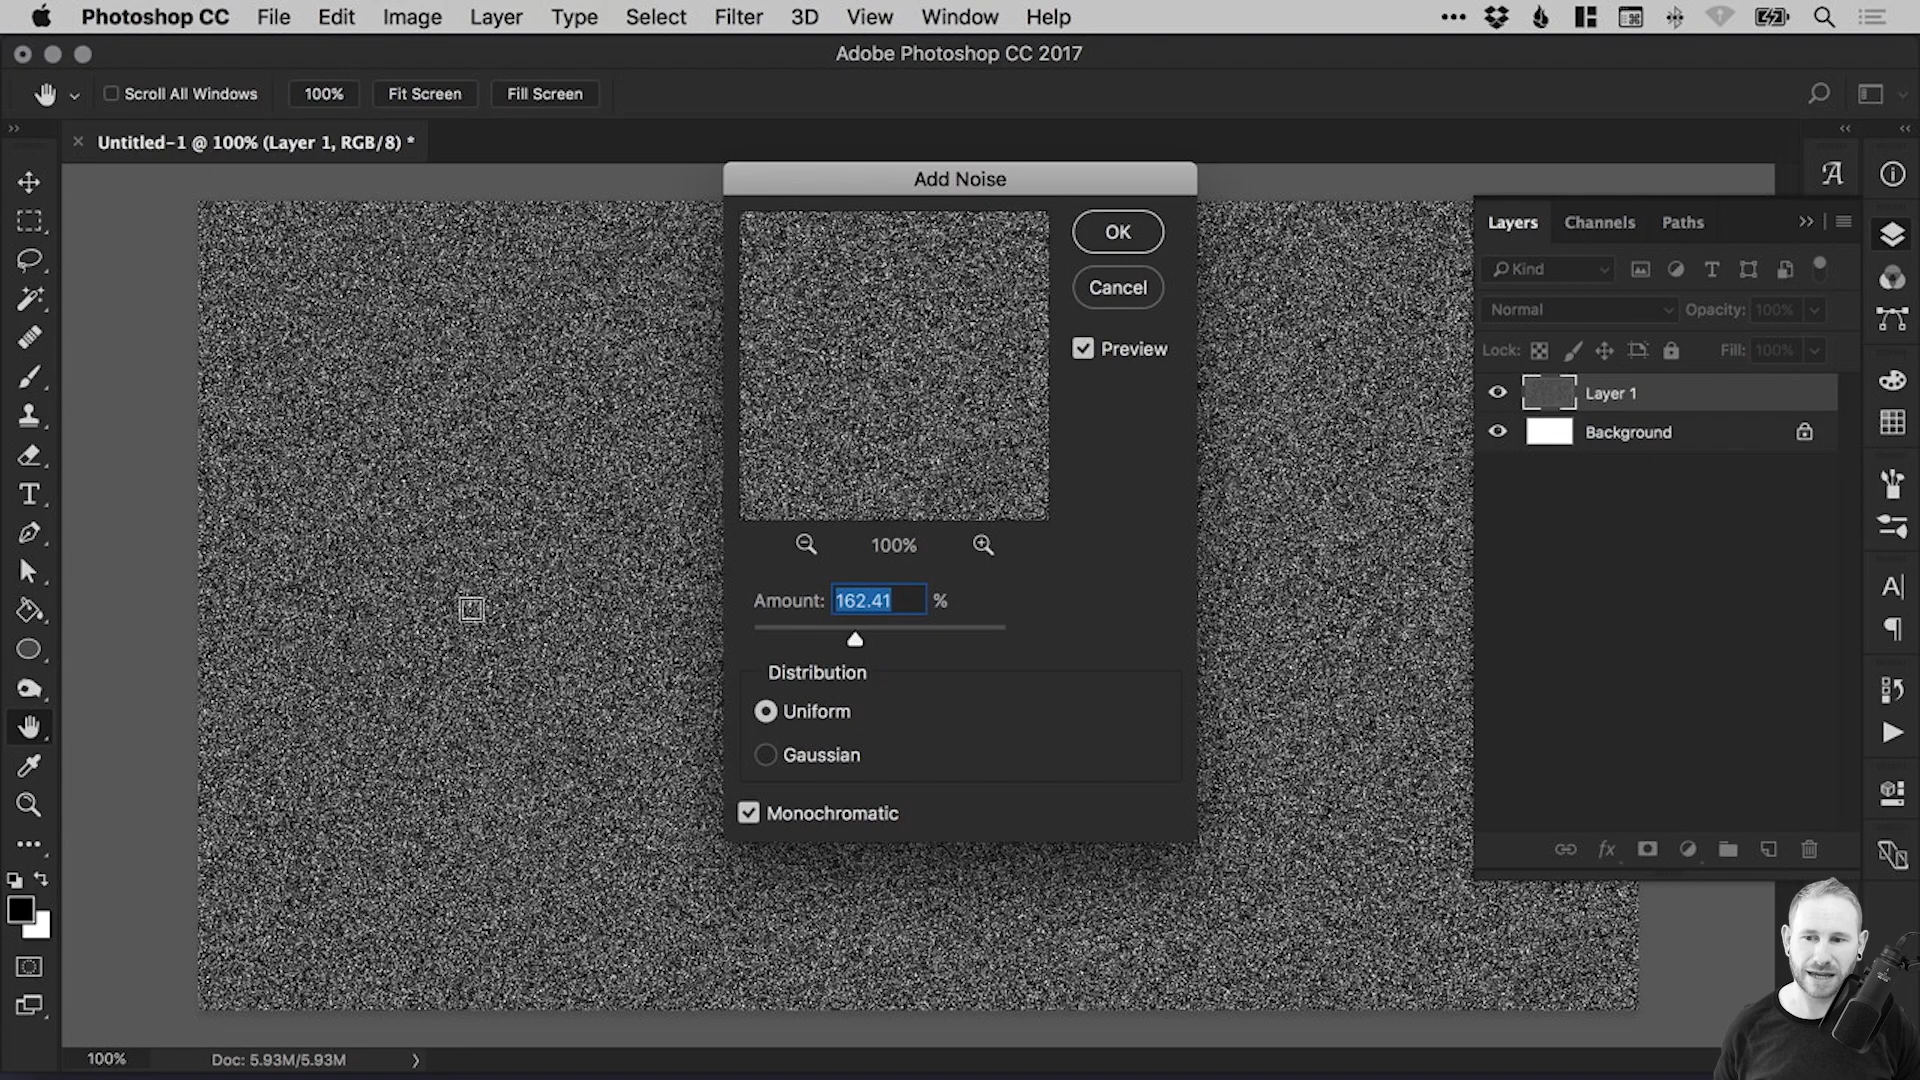 Photoshop CC File Edit Image Layer Type Select Filter 3D View Window Help
Adobe Photoshop CC 2017
Scroll All Windows 100% Fit Screen Fill Screen
Untitled-1 @ 100% (Layer 1, RGB/8) *
Add Noise
OK
Cancel
Preview
100%
Amount: 162.41 %
Distribution
Uniform
Gaussian
Monochromatic
Layers Channels Paths
Kind
Normal Opacity: 100%
Lock: Fill: 100%
Layer 1
Background
100% Doc: 5.93M/5.93M